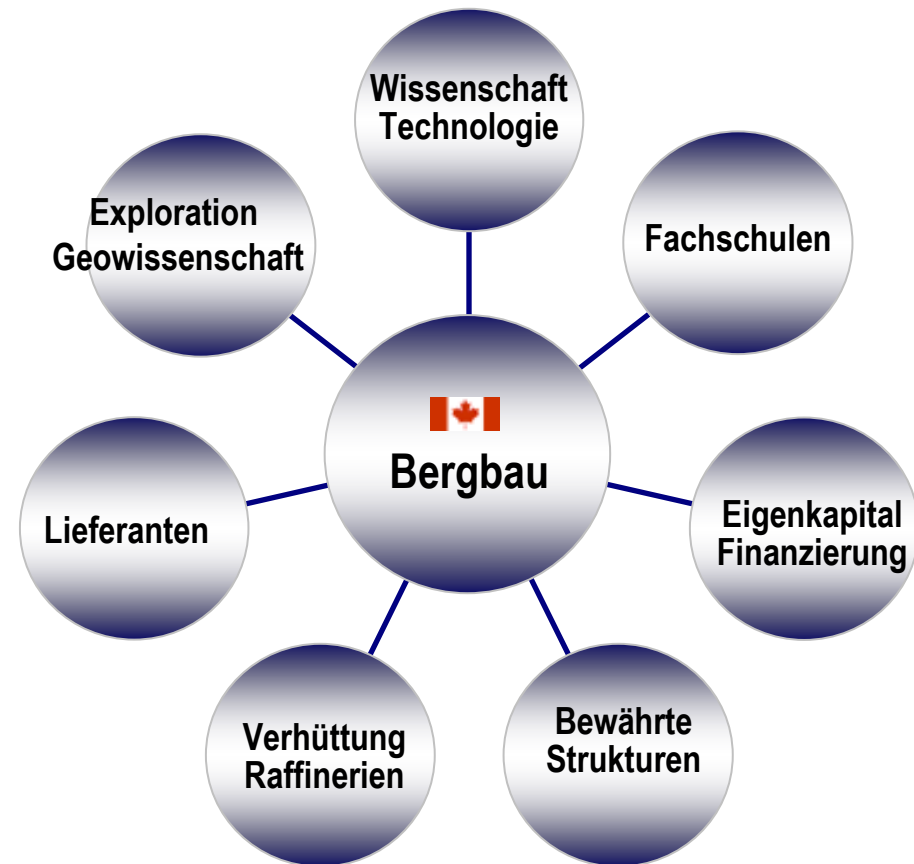 Wissenschaft
Technologie
Exploration
Geowissenschaft
Fachschulen
Bergbau
Lieferanten
Eigenkapital
Finanzierung
Verhüttung
Raffinerien
Bewährte
Strukturen